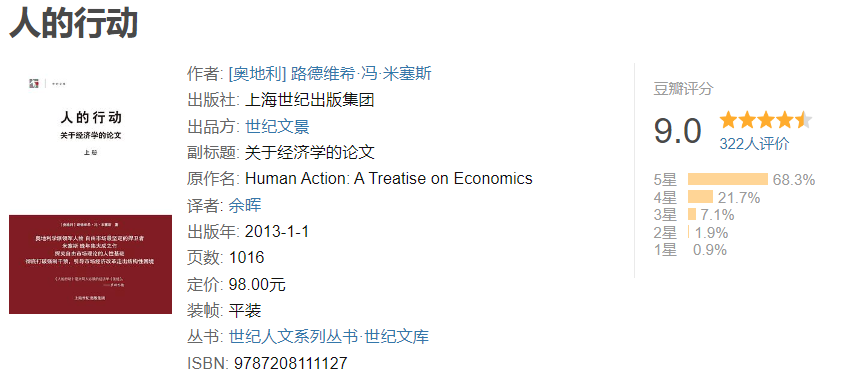 人的行动
人的行动
关于经济学的论文
上册
作者: [奥地利] 路德维希·冯·米塞斯
出版社: 上海世纪出版集团
出品方: 世纪文景
副标题: 关于经济学的论文
原作名: Human Action: A Treatise on Economics
译者: 余晖
出版年: 2013-1-1
页数: 1016
定价: 98.00元
装帧: 平装
丛书: 世纪人文系列丛书·世纪文库
ISBN: 9787208111127
豆瓣评分
9.0
322人评价
5星 68.3%
4星 21.7%
3星 7.1%
2星 1.9%
1星 0.9%